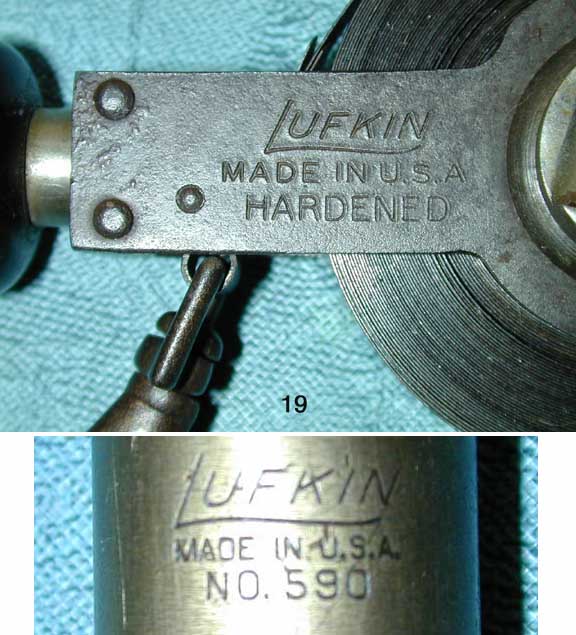 LUFKIN
MADE IN U.S.A
HARDENED
19
LUFKIN
MADE IN U.S.A.
NO. 590